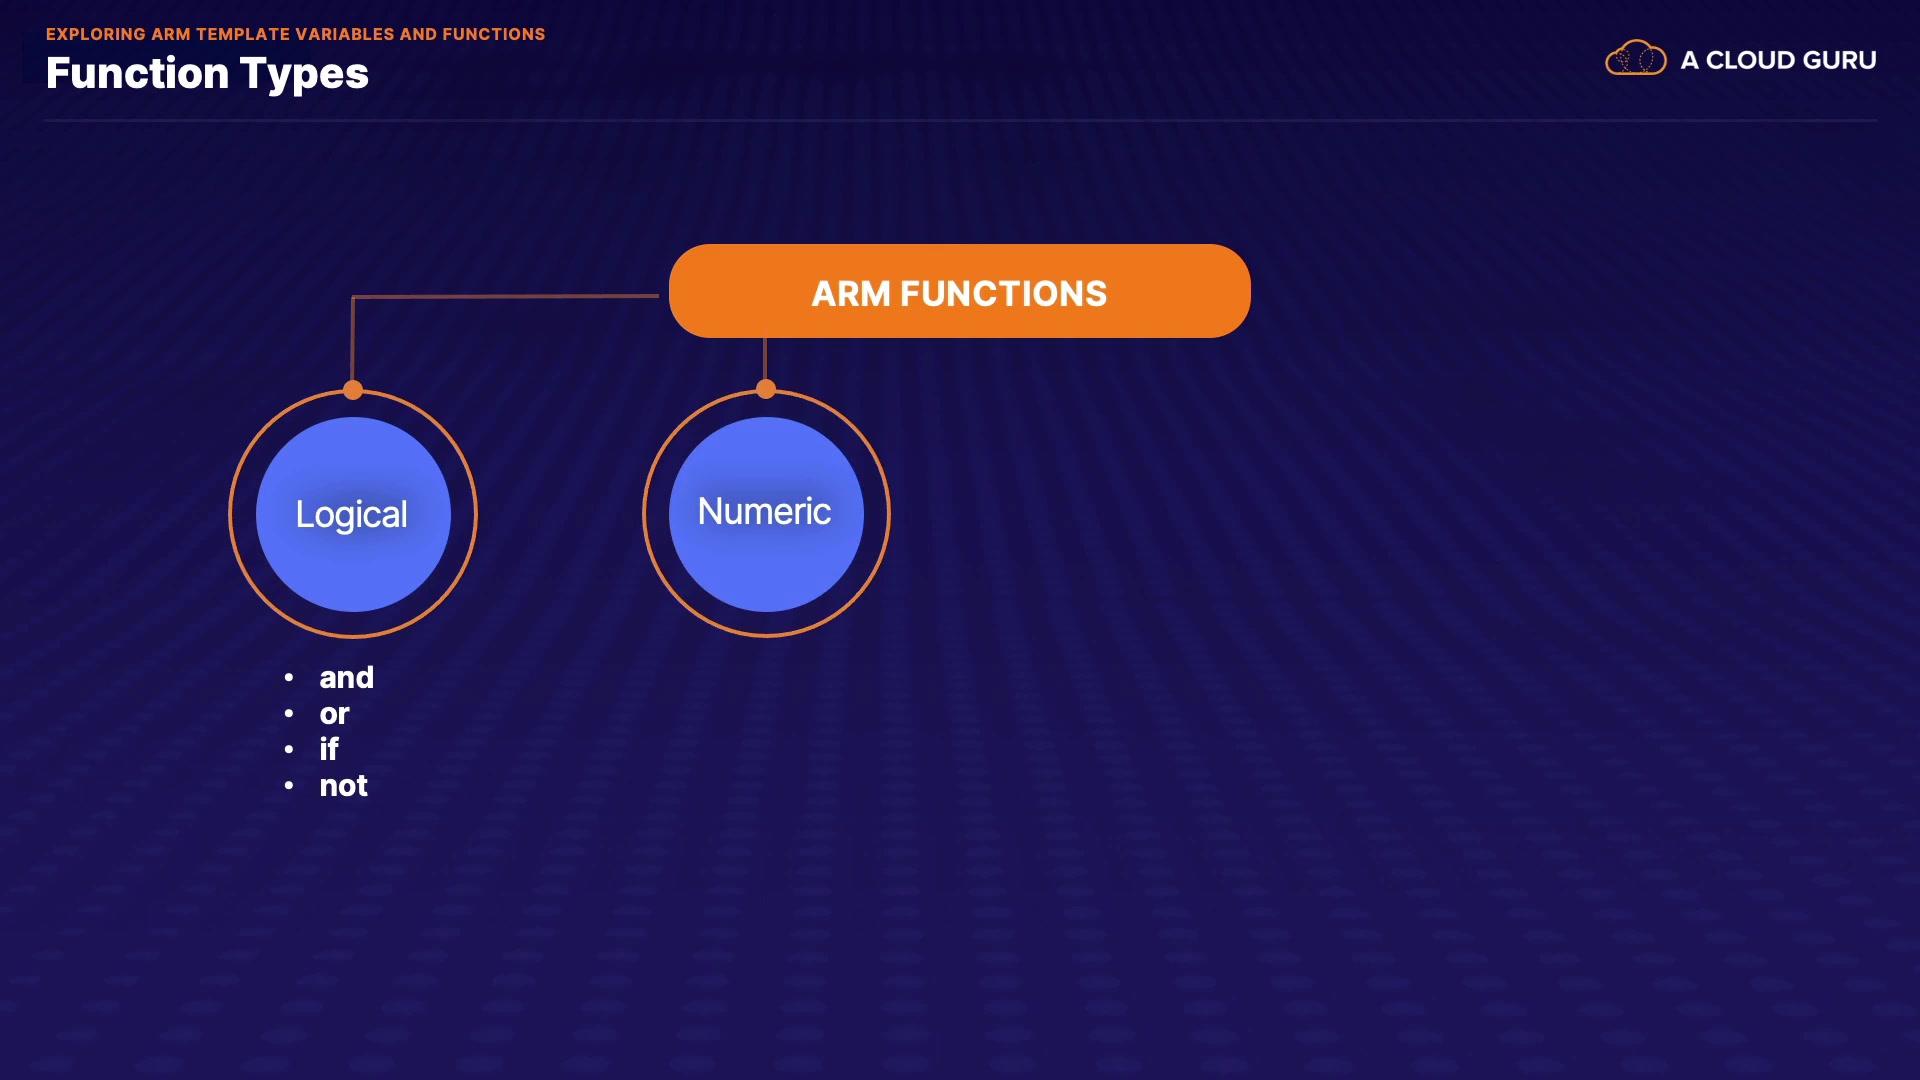 EXPLORING ARM TEMPLATE VARIABLES AND FUNCTIONS
Function Types
A CLOUD GURU
ARM FUNCTIONS
Logical
Numeric
• and
• or
• if
• not